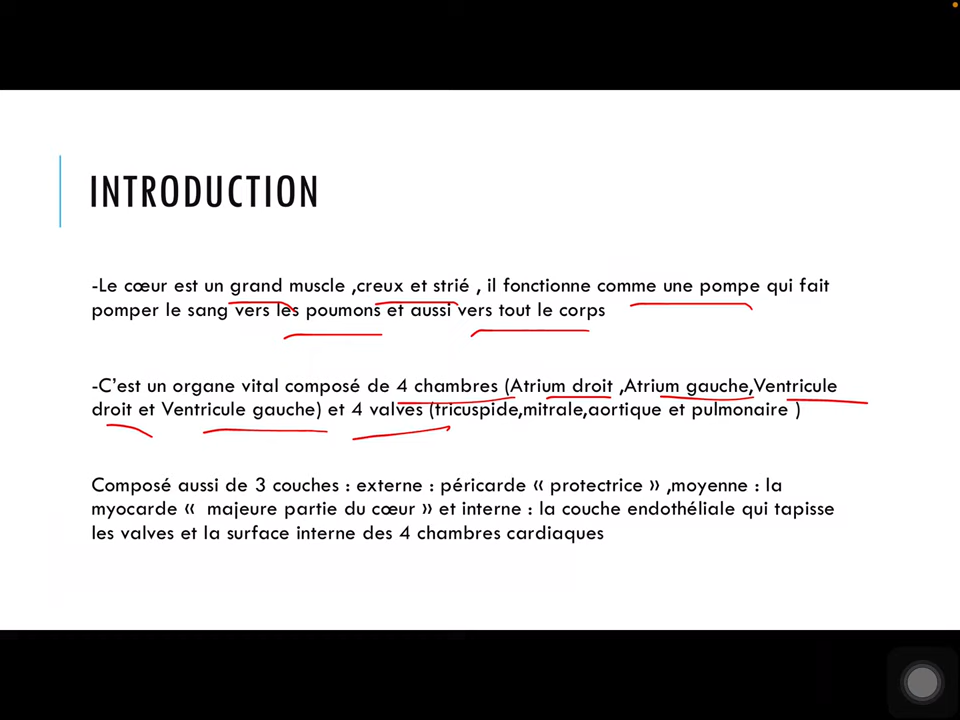 INTRODUCTION
-Le cœur est un grand muscle ,creux et strié , il fonctionne comme une pompe qui fait
pomper le sang vers les poumons et aussi vers tout le corps
-C’est un organe vital composé de 4 chambres (Atrium droit ,Atrium gauche,Ventricule
droit et Ventricule gauche) et 4 valves (tricuspide,mitrale,aortique et pulmonaire )
Composé aussi de 3 couches : externe : péricarde « protectrice » ,moyenne : la
myocarde «  majeure partie du cœur » et interne : la couche endothéliale qui tapisse
les valves et la surface interne des 4 chambres cardiaques